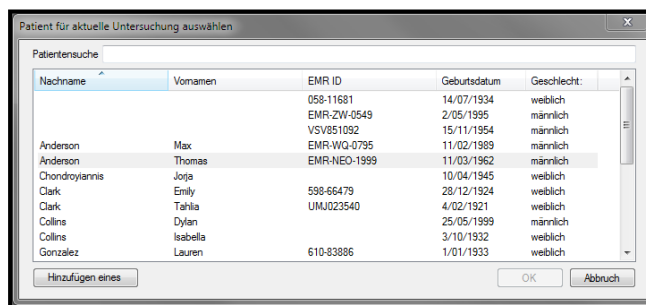 Patient für aktuelle Untersuchung auswählen
Patientensuche
Nachname Vornamen EMR ID Geburtsdatum Geschlecht:
058-11681 14/07/1934 weiblich
EMR-ZW-0549 2/05/1995 männlich
VSV851092 15/11/1954 männlich
Anderson Max EMR-WQ-0795 11/02/1989 männlich
Anderson Thomas EMR-NEO-1999 11/03/1962 männlich
Chondroyiannis Jorja 10/04/1945 weiblich
Clark Emily 598-66479 28/12/1924 weiblich
Clark Tahlia UMJ023540 4/02/1921 weiblich
Collins Dylan 25/05/1999 männlich
Collins Isabella 3/10/1932 weiblich
Gonzalez Lauren 610-83886 1/01/1933 weiblich
Hinzufügen eines OK Abbruch